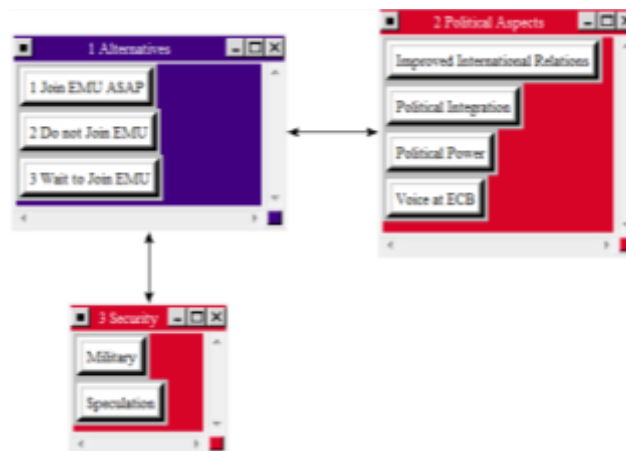 1 Alternatives
1 Join EMU ASAP
2 Do not Join EMU
3 Wait to Join EMU
2 Political Aspects
Improved International Relations
Political Integration
Political Power
Voice at ECB
3 Security
Military
Speculation